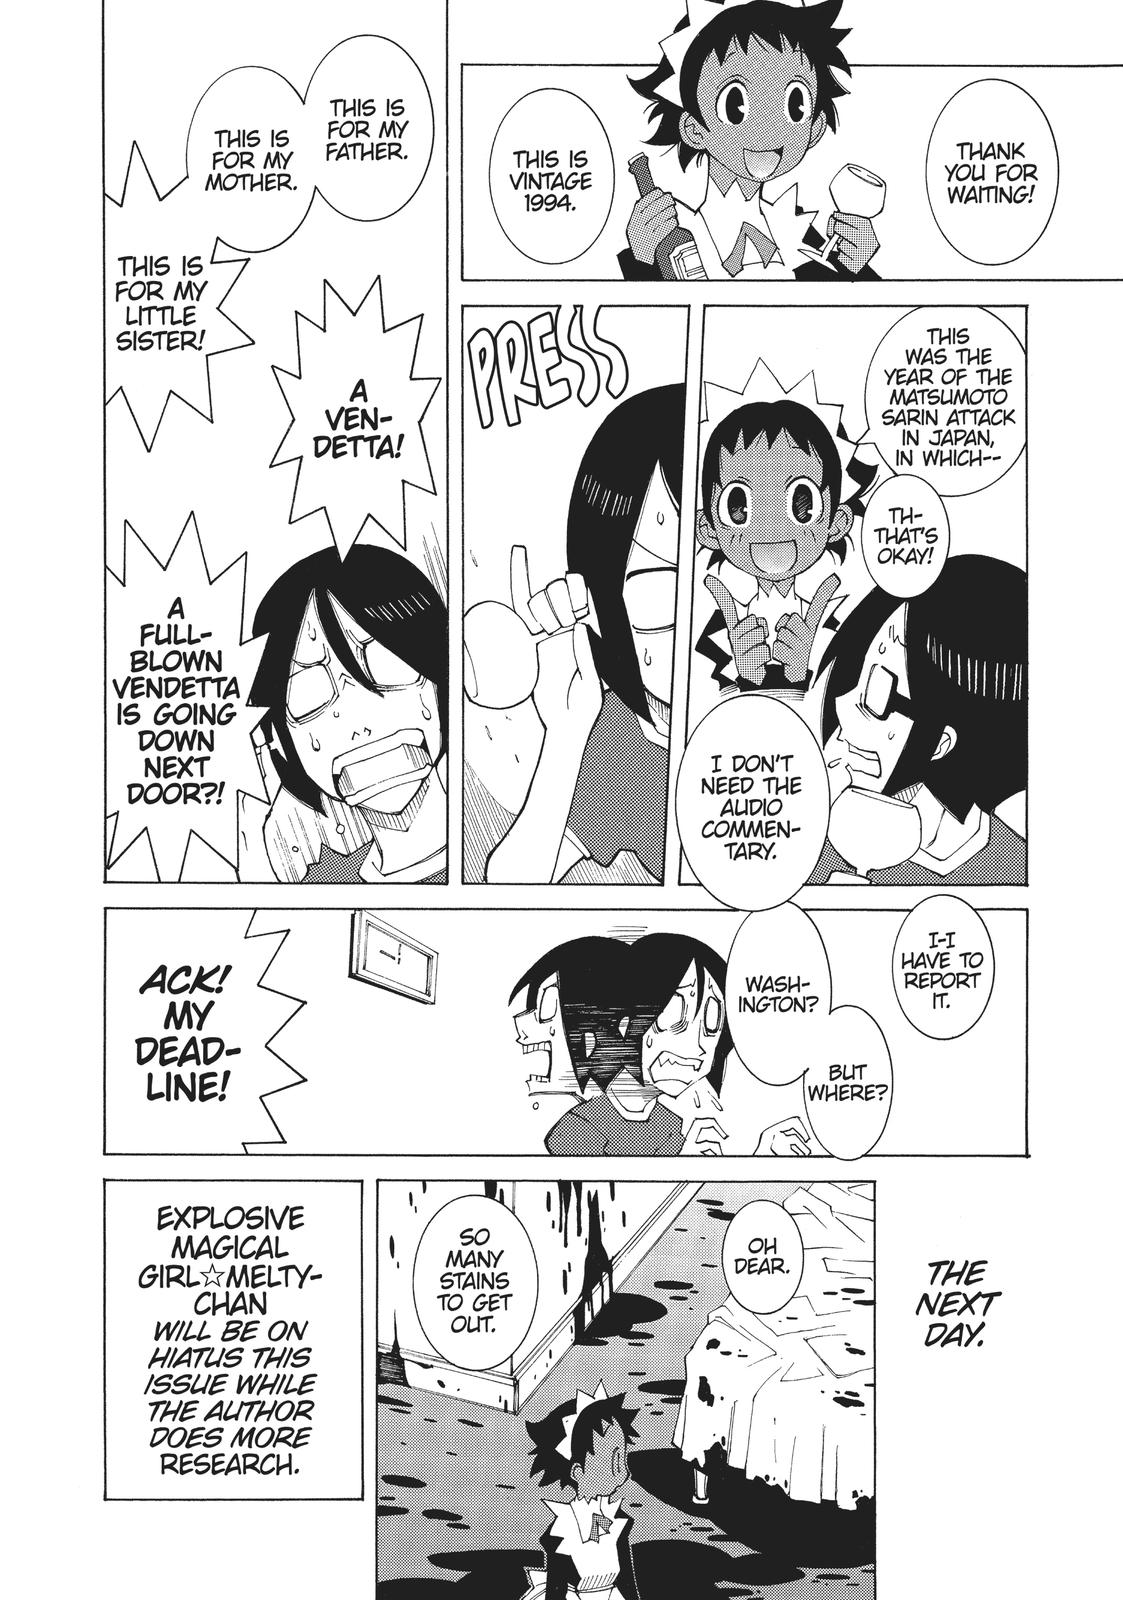 THANK
YOU FOR
WAITING!
THIS IS
VINTAGE
1994.
THIS
WAS THE
YEAR OF THE
MATSUMOTO
SARIN ATTACK
IN JAPAN,
IN WHICH--
TH-
THAT'S
OKAY!
I DON'T
NEED THE
AUDIO
COMMEN-
TARY.
PRESS
THIS IS
FOR MY
FATHER.
THIS IS
FOR MY
MOTHER.
THIS IS
FOR MY
LITTLE
SISTER!
A
VEN-
DETTA!
A
FULL-
BLOWN
VENDETTA
IS GOING
DOWN
NEXT
DOOR?!
I-I
HAVE TO
REPORT
IT.
WASH-
INGTON?
BUT
WHERE?
ACK!
MY
DEAD-
LINE!
THE
NEXT
DAY.
OH
DEAR.
SO
MANY
STAINS
TO GET
OUT.
EXPLOSIVE
MAGICAL
GIRL☆MELTY-
CHAN
WILL BE ON
HIATUS THIS
ISSUE WHILE
THE AUTHOR
DOES MORE
RESEARCH.